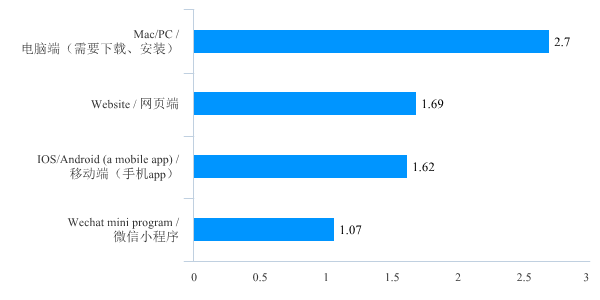 Mac/PC /
电脑端（需要下载、安装）
2.7
Website / 网页端
1.69
IOS/Android (a mobile app) /
移动端（手机app）
1.62
Wechat mini program /
微信小程序
1.07
0 0.5 1 1.5 2 2.5 3